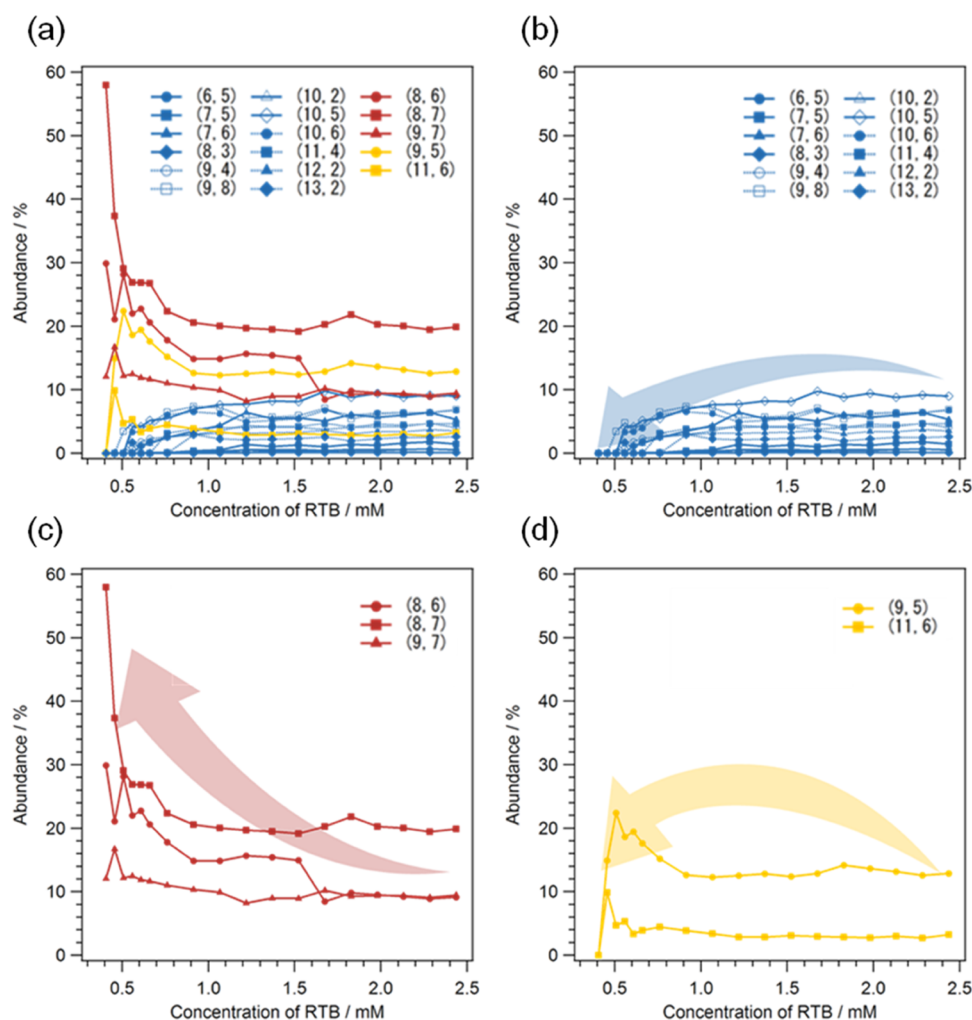 (a)
60
50
40
30
20
10
0
Abundance / %
(6, 5) (10, 2) (8, 6)
(7, 5) (10, 5) (8, 7)
(7, 6) (10, 6) (9, 7)
(8, 3) (11, 4) (9, 5)
(9, 4) (12, 2) (11, 6)
(9, 8) (13, 2)
0.5 1.0 1.5 2.0 2.5
Concentration of RTB / mM
(b)
60
50
40
30
20
10
0
Abundance / %
(6, 5) (10, 2)
(7, 5) (10, 5)
(7, 6) (10, 6)
(8, 3) (11, 4)
(9, 4) (12, 2)
(9, 8) (13, 2)
0.5 1.0 1.5 2.0 2.5
Concentration of RTB / mM
(c)
60
50
40
30
20
10
0
Abundance / %
(8, 6)
(8, 7)
(9, 7)
0.5 1.0 1.5 2.0 2.5
Concentration of RTB / mM
(d)
60
50
40
30
20
10
0
Abundance / %
(9, 5)
(11, 6)
0.5 1.0 1.5 2.0 2.5
Concentration of RTB / mM